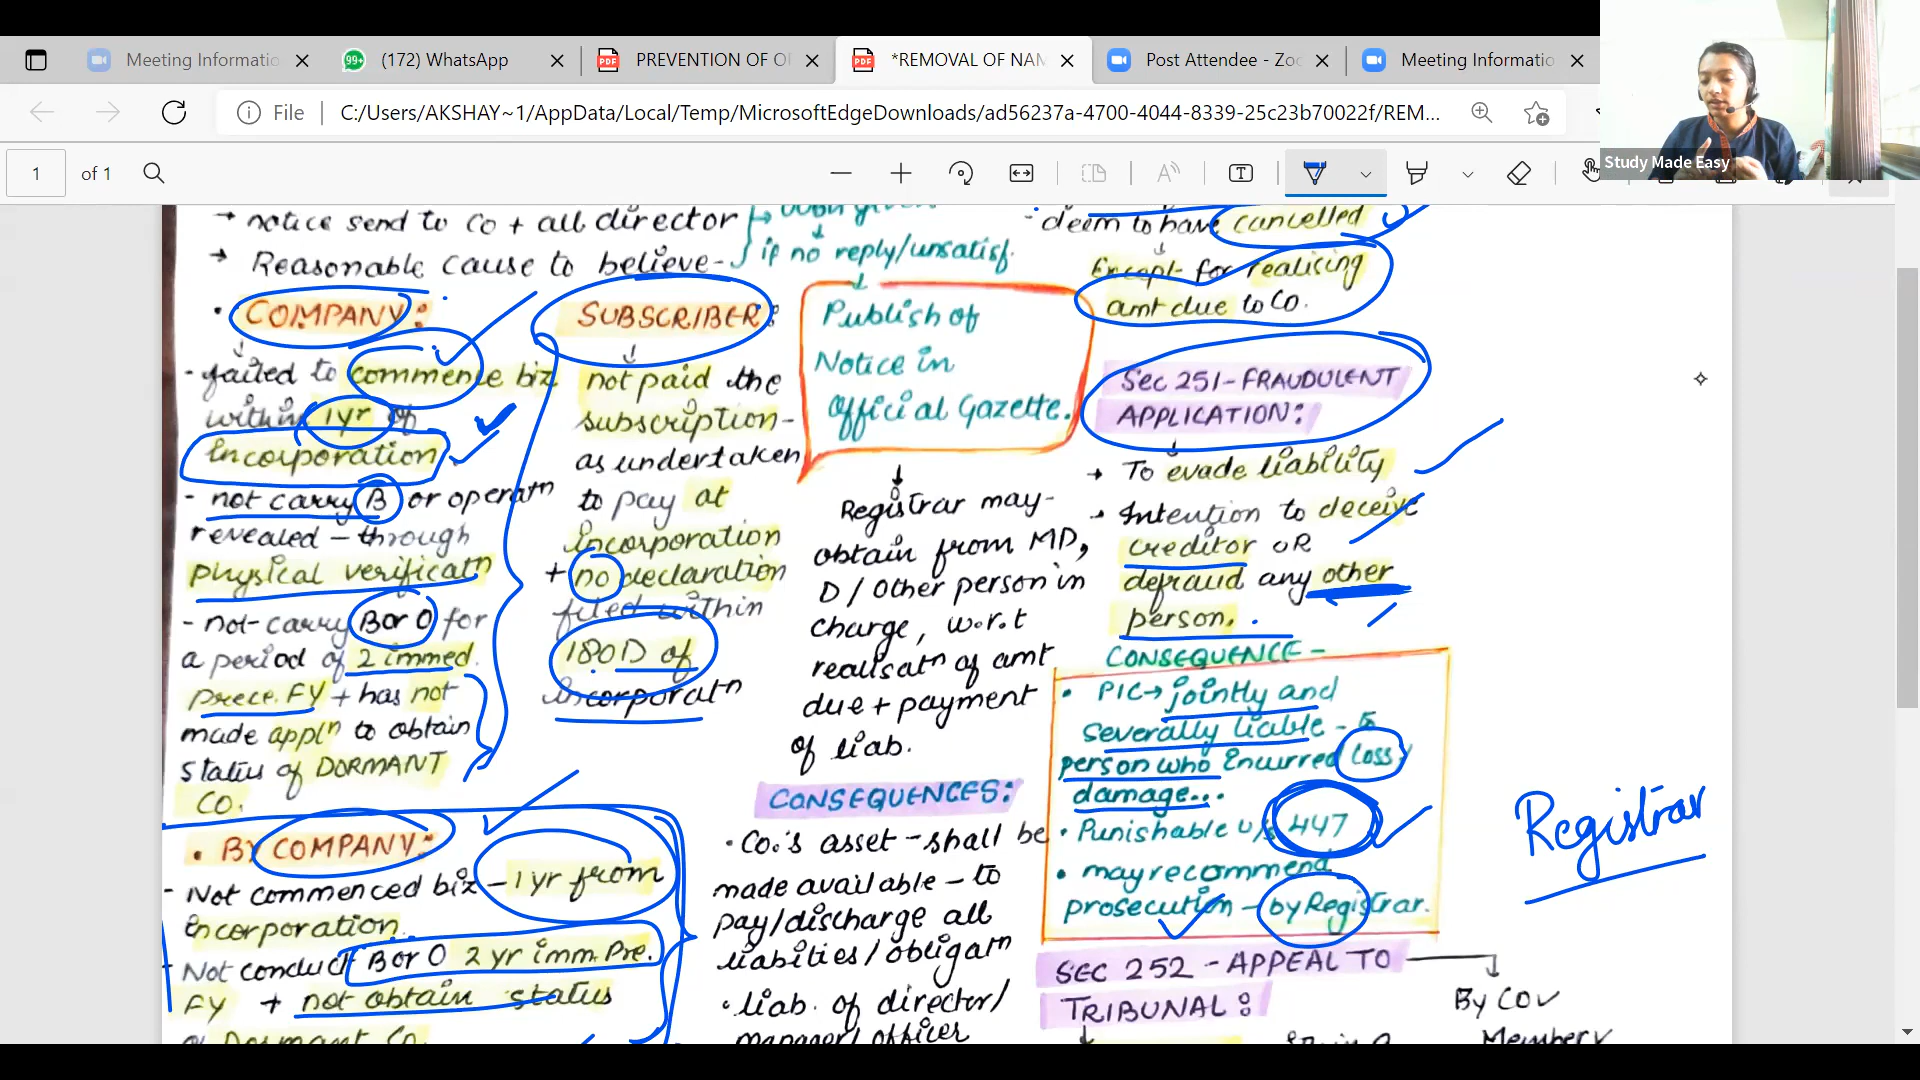 Meeting Informatio
(172) WhatsApp
PREVENTION OF OI
*REMOVAL OF NAM
Post Attendee - Zoo
Meeting Informatio
File
C:/Users/AKSHAY~1/AppData/Local/Temp/MicrosoftEdgeDownloads/ad56237a-4700-4044-8339-25c23b70022f/REM...
1
of 1
Study Made Easy
→ notice send to Co + all director
→ Reasonable cause to believe-
• COMPANY:
- failed to commence biz
within 1yr of
incorporation
- not carry B or operatn
revealed - through
physical verificatn
- not-carry B or O for
a period of 2 immed.
prece. FY + has not
made appln to obtain
status of DORMANT
CO.
• BY COMPANY:
- Not commenced biz - 1 yr from
incorporation.
- Not conduct B or O 2 yr imm. Pre.
FY + not obtain status
of Dormant Co.
SUBSCRIBER:
not paid the
subscription-
as undertaken
to pay at
incorporation
+ no declaration
filed within
180D of
incorporatn
if no reply/unsatisf.
Publish of
Notice in
Official Gazette.
Registrar may-
obtain from MD,
D/Other person in
charge, w.r.t
realisatn of amt
due + payment
of liab.
CONSEQUENCES:
• Co.'s asset - shall be
made available - to
pay/discharge all
liabities/obligatn
• liab. of director/
manager/officer
- deem to have cancelled
Except- for realising
amt due to Co.
Sec 251-FRAUDULENT
APPLICATION:
→ To evade liability
→ Intention to deceive
creditor OR
defraud any other
person.
CONSEQUENCE -
• PIC→ jointly and
severally liable - to
person who incurred loss/
damage...
• Punishable u/s 447
• may recommend
prosecution - by Registrar.
SEC 252 - APPEAL TO
TRIBUNAL:
By CO
Member
Registrar